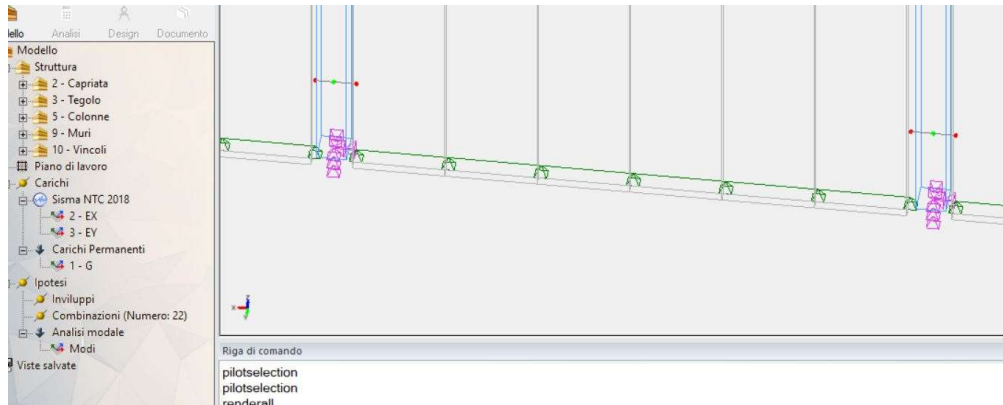 ello Analisi Design Documento
Modello
Struttura
2 - Capriata
3 - Tegolo
5 - Colonne
9 - Muri
10 - Vincoli
Piano di lavoro
Carichi
Sisma NTC 2018
2 - EX
3 - EY
Carichi Permanenti
1 - G
Ipotesi
Inviluppi
Combinazioni (Numero: 22)
Analisi modale
Modi
Viste salvate
Riga di comando
pilotselection
pilotselection
renderall